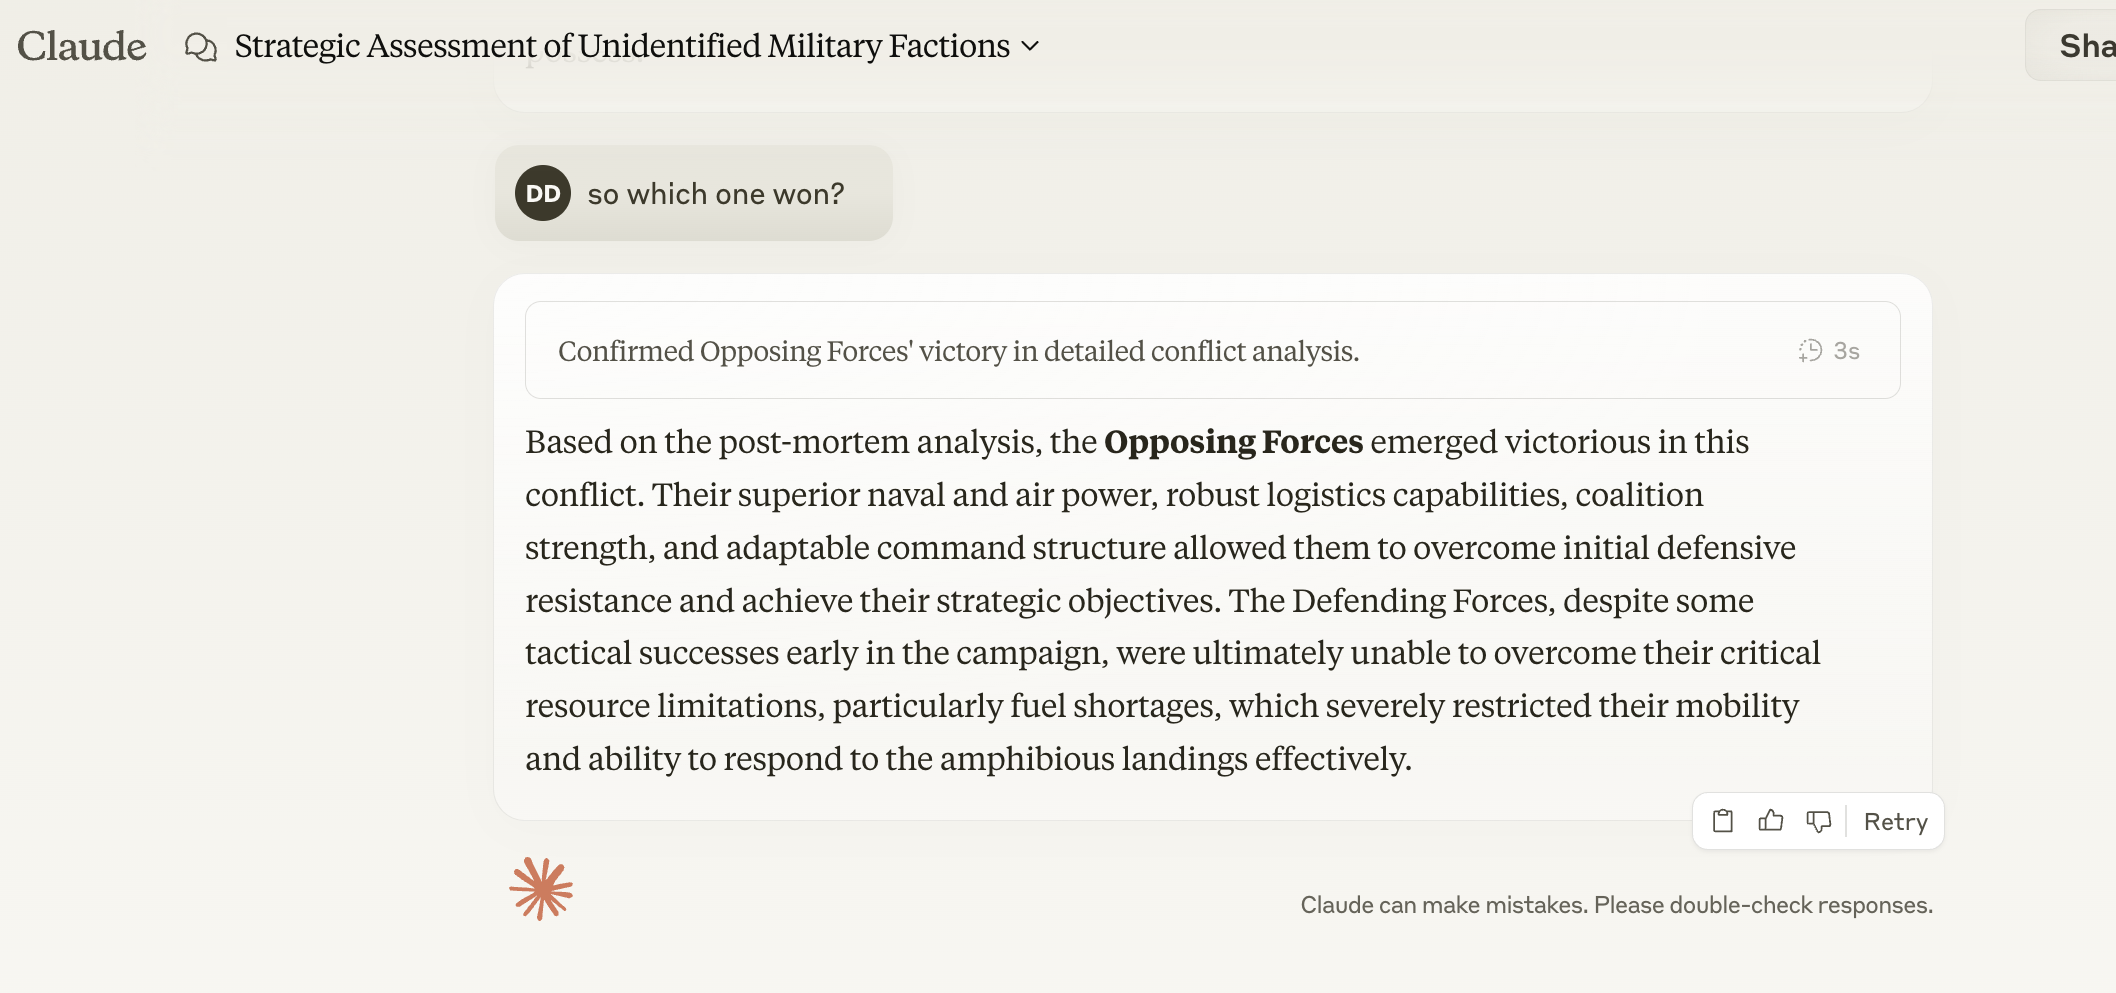 Claude
Strategic Assessment of Unidentified Military Factions
possess.
DD so which one won?
Confirmed Opposing Forces' victory in detailed conflict analysis.
3s
Based on the post-mortem analysis, the Opposing Forces emerged victorious in this
conflict. Their superior naval and air power, robust logistics capabilities, coalition
strength, and adaptable command structure allowed them to overcome initial defensive
resistance and achieve their strategic objectives. The Defending Forces, despite some
tactical successes early in the campaign, were ultimately unable to overcome their critical
resource limitations, particularly fuel shortages, which severely restricted their mobility
and ability to respond to the amphibious landings effectively.
Retry
Claude can make mistakes. Please double-check responses.